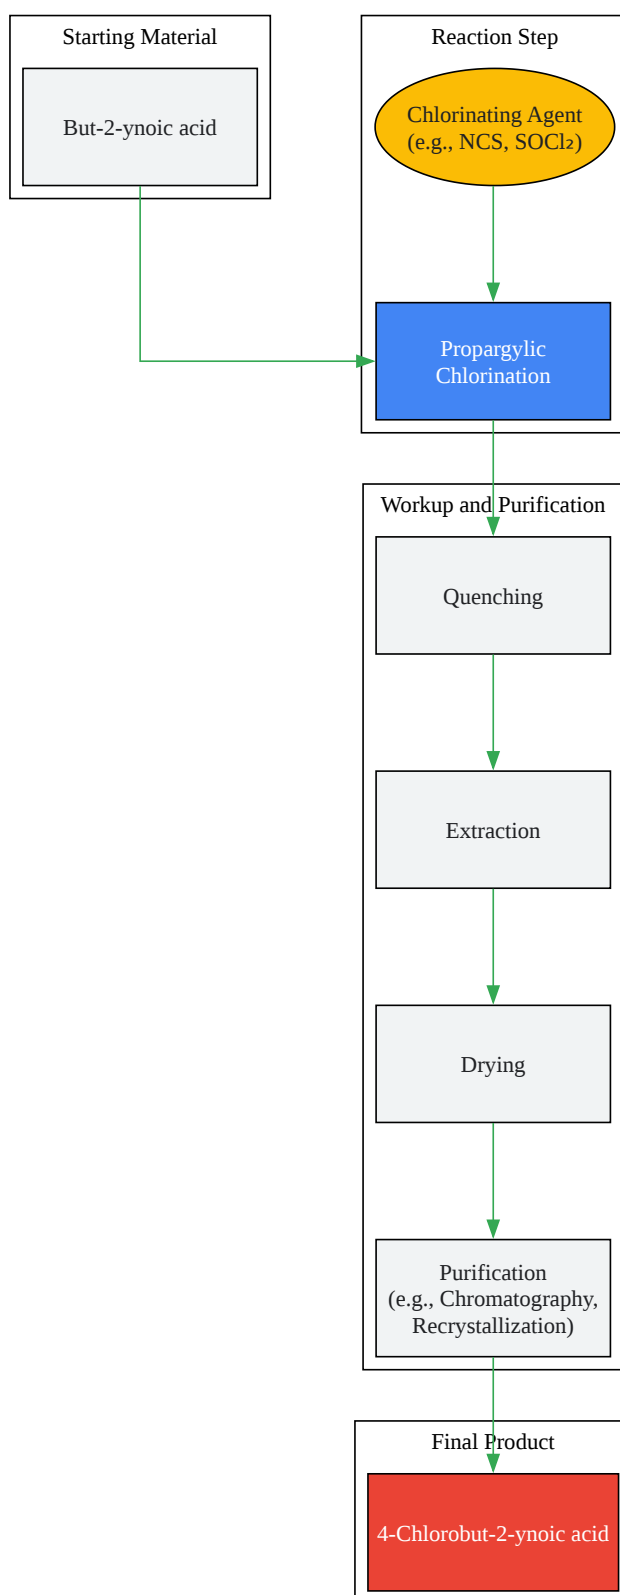 Starting Material
But-2-ynoic acid
Reaction Step
Chlorinating Agent
(e.g., NCS, SOCl₂)
Propargylic
Chlorination
Workup and Purification
Quenching
Extraction
Drying
Purification
(e.g., Chromatography,
Recrystallization)
Final Product
4-Chlorobut-2-ynoic acid